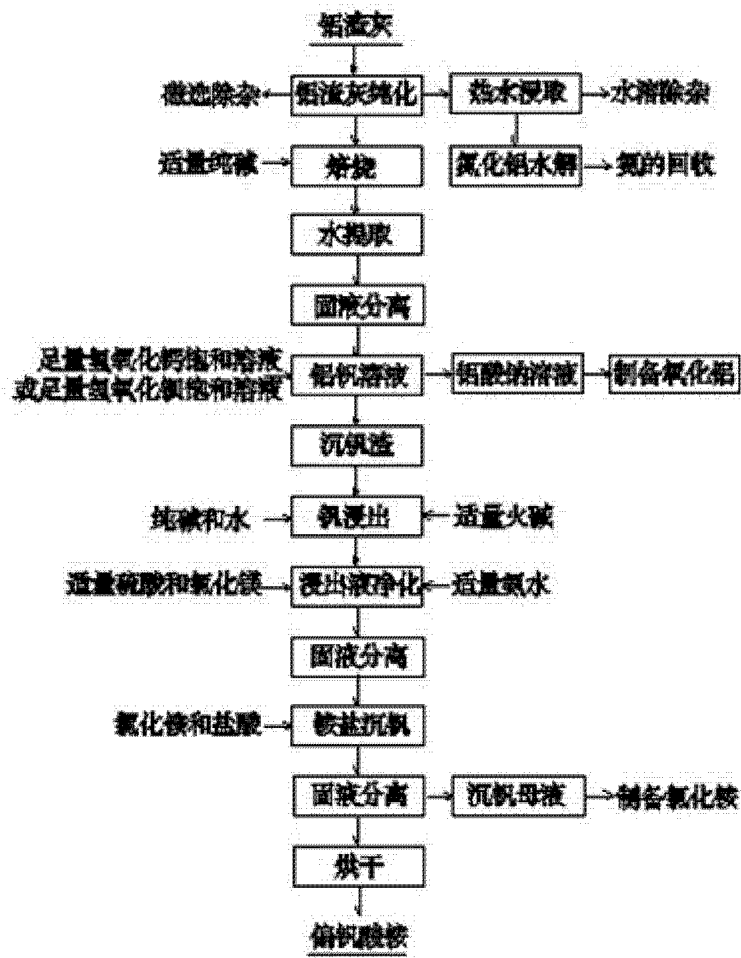 铝渣灰
磁选除杂 铝渣灰纯化 热水浸取 水溶除杂
适量纯碱 焙烧 氮化铝水解 氨的回收
水提取
固液分离
足量氢氧化钙饱和溶液
或足量氢氧化钡饱和溶液 铝钒溶液 铝酸钠溶液 制备氧化铝
沉钒渣
纯碱和水 钒浸出 适量火碱
适量硫酸和氯化镁 浸出液净化 适量氨水
固液分离
氯化铵和盐酸 铵盐沉钒
固液分离 沉钒母液 制备氯化铵
烘干
偏钒酸铵